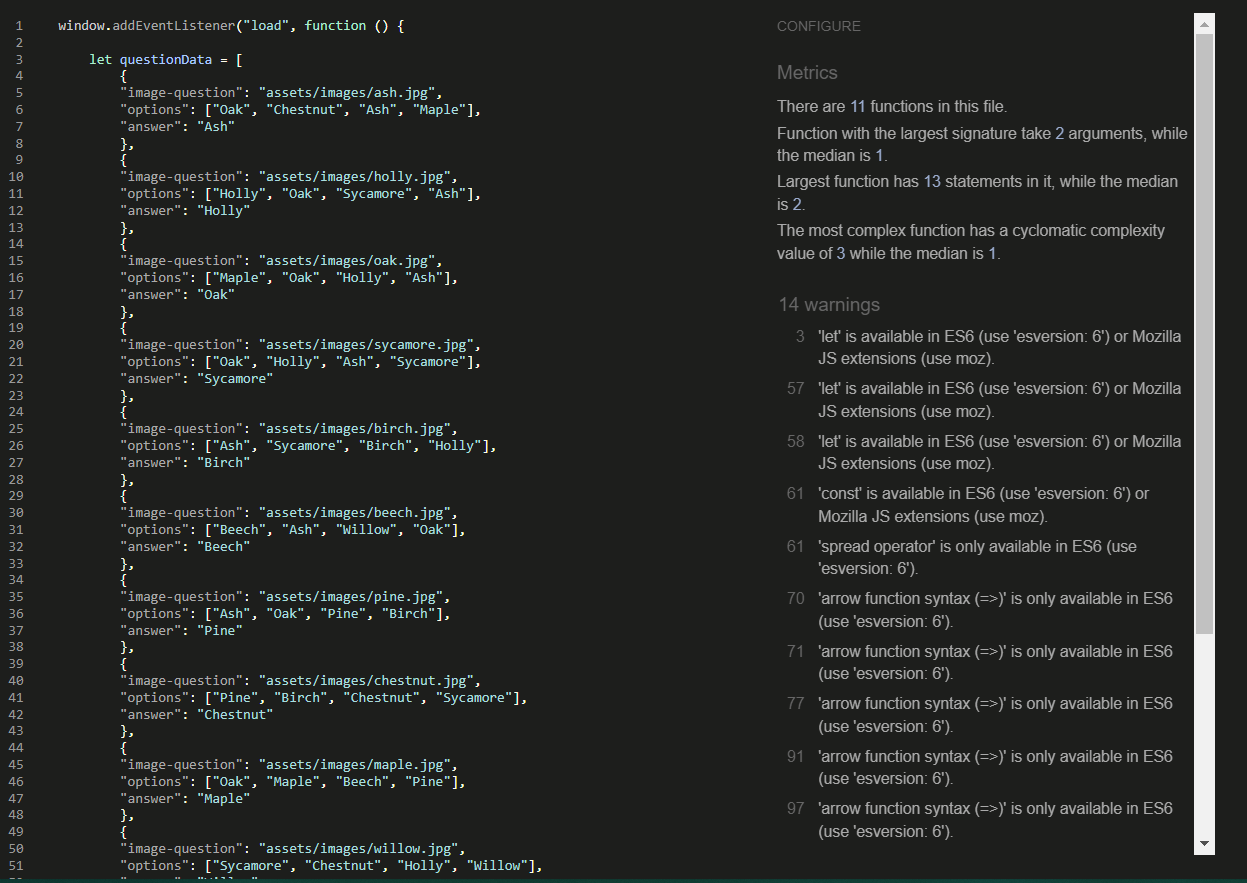 1 window.addEventListener("load", function () {
2
3 let questionData = [
4 {
5 "image-question": "assets/images/ash.jpg",
6 "options": ["Oak", "Chestnut", "Ash", "Maple"],
7 "answer": "Ash"
8 },
9 {
10 "image-question": "assets/images/holly.jpg",
11 "options": ["Holly", "Oak", "Sycamore", "Ash"],
12 "answer": "Holly"
13 },
14 {
15 "image-question": "assets/images/oak.jpg",
16 "options": ["Maple", "Oak", "Holly", "Ash"],
17 "answer": "Oak"
18 },
19 {
20 "image-question": "assets/images/sycamore.jpg",
21 "options": ["Oak", "Holly", "Ash", "Sycamore"],
22 "answer": "Sycamore"
23 },
24 {
25 "image-question": "assets/images/birch.jpg",
26 "options": ["Ash", "Sycamore", "Birch", "Holly"],
27 "answer": "Birch"
28 },
29 {
30 "image-question": "assets/images/beech.jpg",
31 "options": ["Beech", "Ash", "Willow", "Oak"],
32 "answer": "Beech"
33 },
34 {
35 "image-question": "assets/images/pine.jpg",
36 "options": ["Ash", "Oak", "Pine", "Birch"],
37 "answer": "Pine"
38 },
39 {
40 "image-question": "assets/images/chestnut.jpg",
41 "options": ["Pine", "Birch", "Chestnut", "Sycamore"],
42 "answer": "Chestnut"
43 },
44 {
45 "image-question": "assets/images/maple.jpg",
46 "options": ["Oak", "Maple", "Beech", "Pine"],
47 "answer": "Maple"
48 },
49 {
50 "image-question": "assets/images/willow.jpg",
51 "options": ["Sycamore", "Chestnut", "Holly", "Willow"],
CONFIGURE
Metrics
There are 11 functions in this file.
Function with the largest signature take 2 arguments, while
the median is 1.
Largest function has 13 statements in it, while the median
is 2.
The most complex function has a cyclomatic complexity
value of 3 while the median is 1.
14 warnings
3 'let' is available in ES6 (use 'esversion: 6') or Mozilla
JS extensions (use moz).
57 'let' is available in ES6 (use 'esversion: 6') or Mozilla
JS extensions (use moz).
58 'let' is available in ES6 (use 'esversion: 6') or Mozilla
JS extensions (use moz).
61 'const' is available in ES6 (use 'esversion: 6') or
Mozilla JS extensions (use moz).
61 'spread operator' is only available in ES6 (use
'esversion: 6').
70 'arrow function syntax (=>)' is only available in ES6
(use 'esversion: 6').
71 'arrow function syntax (=>)' is only available in ES6
(use 'esversion: 6').
77 'arrow function syntax (=>)' is only available in ES6
(use 'esversion: 6').
91 'arrow function syntax (=>)' is only available in ES6
(use 'esversion: 6').
97 'arrow function syntax (=>)' is only available in ES6
(use 'esversion: 6').